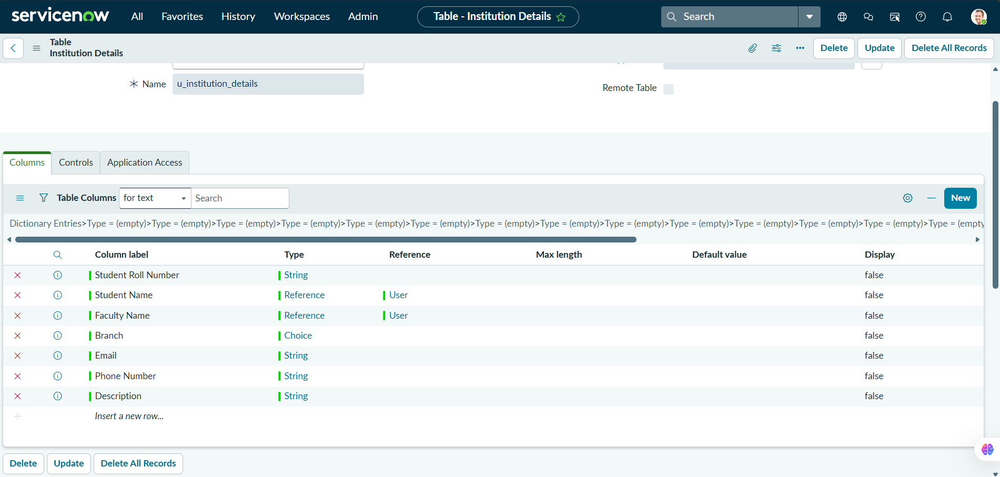 servicenow All Favorites History Workspaces Admin Table - Institution Details Search
Table
Institution Details
Delete Update Delete All Records
Name u_institution_details
Remote Table
Columns Controls Application Access
Table Columns for text Search New
Dictionary Entries>Type = (empty)>Type = (empty)>Type = (empty)>Type = (empty)>Type = (empty)>Type = (empty)>Type = (empty)>Type = (empty)>Type = (empty)>Type = (empty)>Type = (empty)>Type = (empty)>Type = (empty)>Type = (empty
Column label Type Reference Max length Default value Display
Student Roll Number String false
Student Name Reference User false
Faculty Name Reference User false
Branch Choice false
Email String false
Phone Number String false
Description String false
Insert a new row...
Delete Update Delete All Records